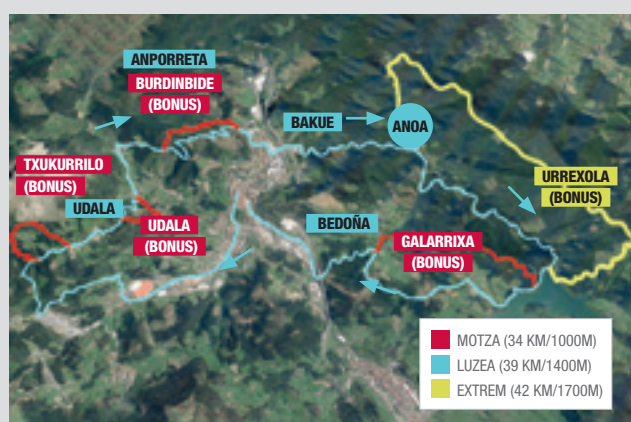 ANPORRETA
BURDINBIDE
(BONUS)
BAKUE
ANOA
TXUKURRILO
(BONUS)
URREXOLA
(BONUS)
UDALA
UDALA
(BONUS)
BEDOÑA
GALARRIXA
(BONUS)
MOTZA (34 KM/1000M)
LUZEA (39 KM/1400M)
EXTREM (42 KM/1700M)